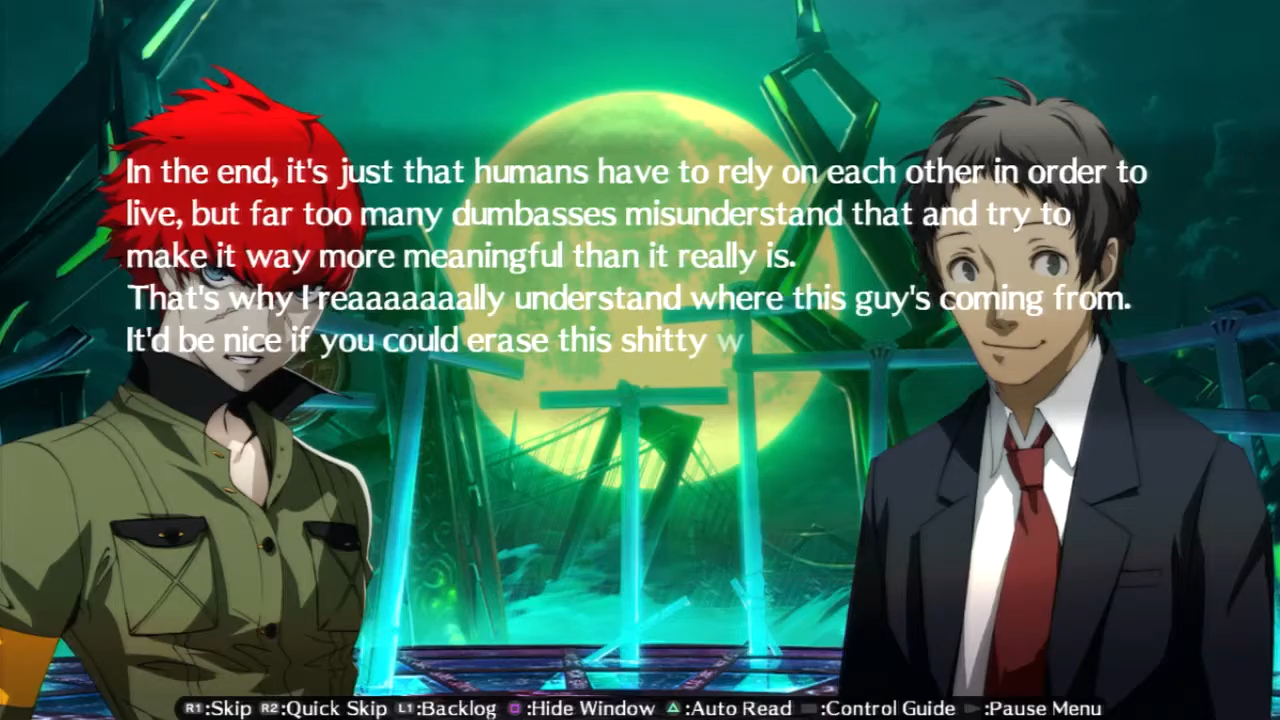 In the end, it's just that humans have to rely on each other in order to
live, but far too many dumbasses misunderstand that and try to
make it way more meaningful than it really is.
That's why I reaaaaaaally understand where this guy's coming from.
It'd be nice if you could erase this shitty w
R1:Skip R2:Quick Skip L1:Backlog :Hide Window :Auto Read :Control Guide :Pause Menu